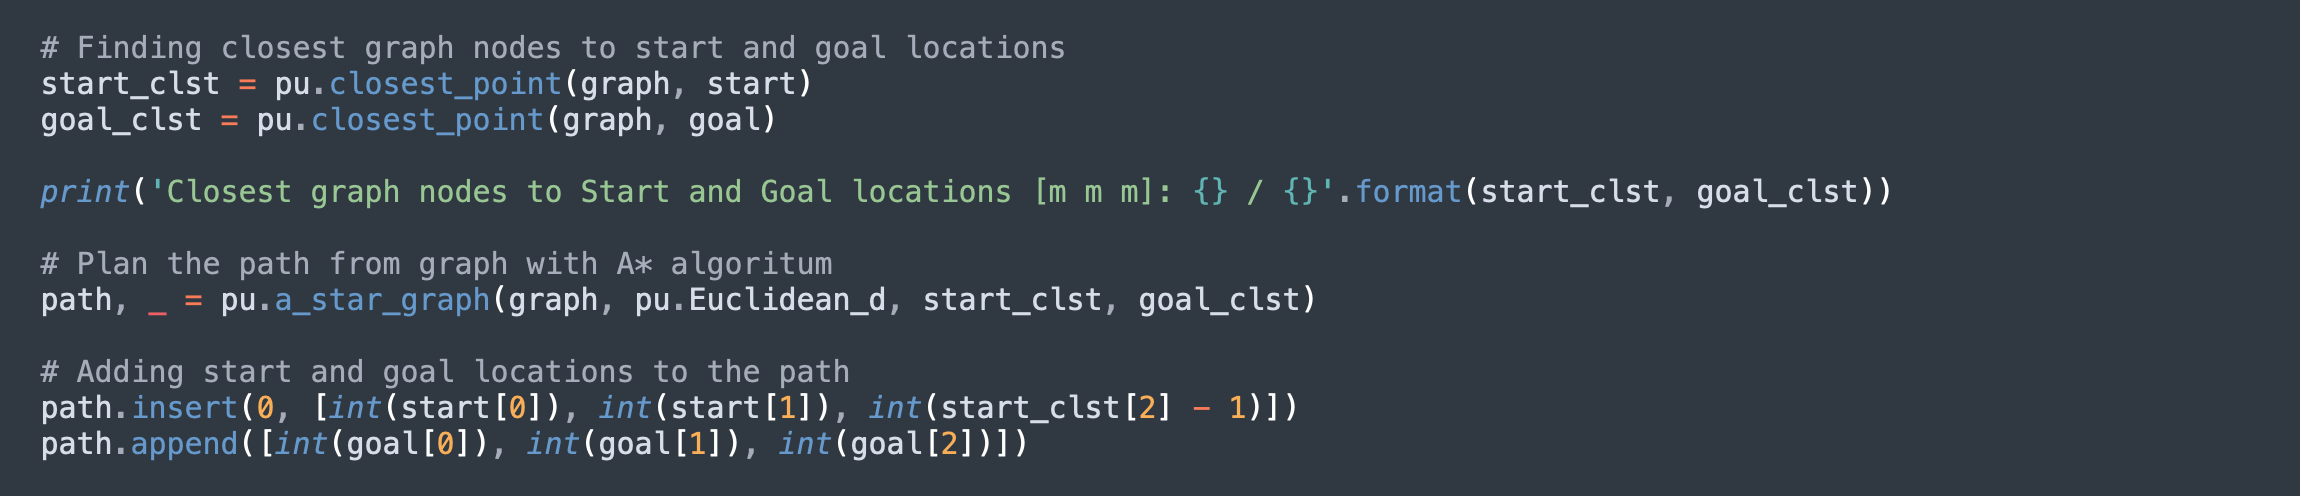 # Finding closest graph nodes to start and goal locations
start_clst = pu.closest_point(graph, start)
goal_clst = pu.closest_point(graph, goal)
print('Closest graph nodes to Start and Goal locations [m m m]: {} / {}'.format(start_clst, goal_clst))
# Plan the path from graph with A* algoritum
path, _ = pu.a_star_graph(graph, pu.Euclidean_d, start_clst, goal_clst)
# Adding start and goal locations to the path
path.insert(0, [int(start[0]), int(start[1]), int(start_clst[2] - 1)])
path.append([int(goal[0]), int(goal[1]), int(goal[2])])